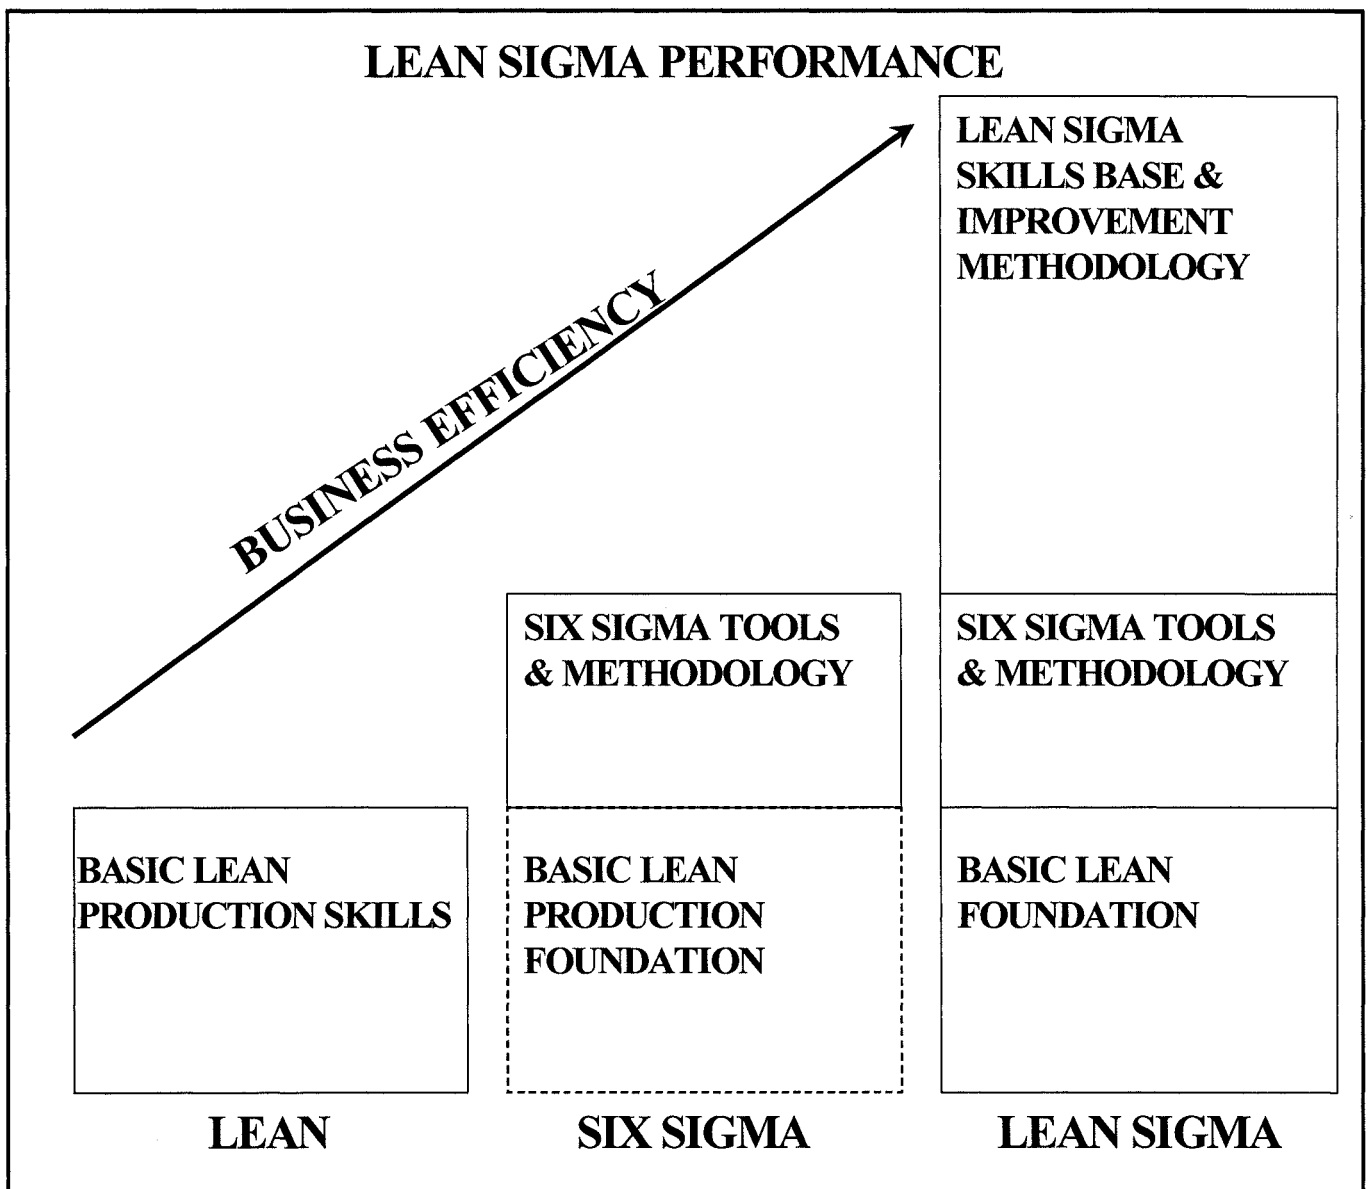 LEAN SIGMA PERFORMANCE
LEAN SIGMA
SKILLS BASE &
IMPROVEMENT
METHODOLOGY
BUSINESS EFFICIENCY
SIX SIGMA TOOLS
& METHODOLOGY
SIX SIGMA TOOLS
& METHODOLOGY
BASIC LEAN
PRODUCTION SKILLS
BASIC LEAN
PRODUCTION
FOUNDATION
BASIC LEAN
FOUNDATION
LEAN
SIX SIGMA
LEAN SIGMA